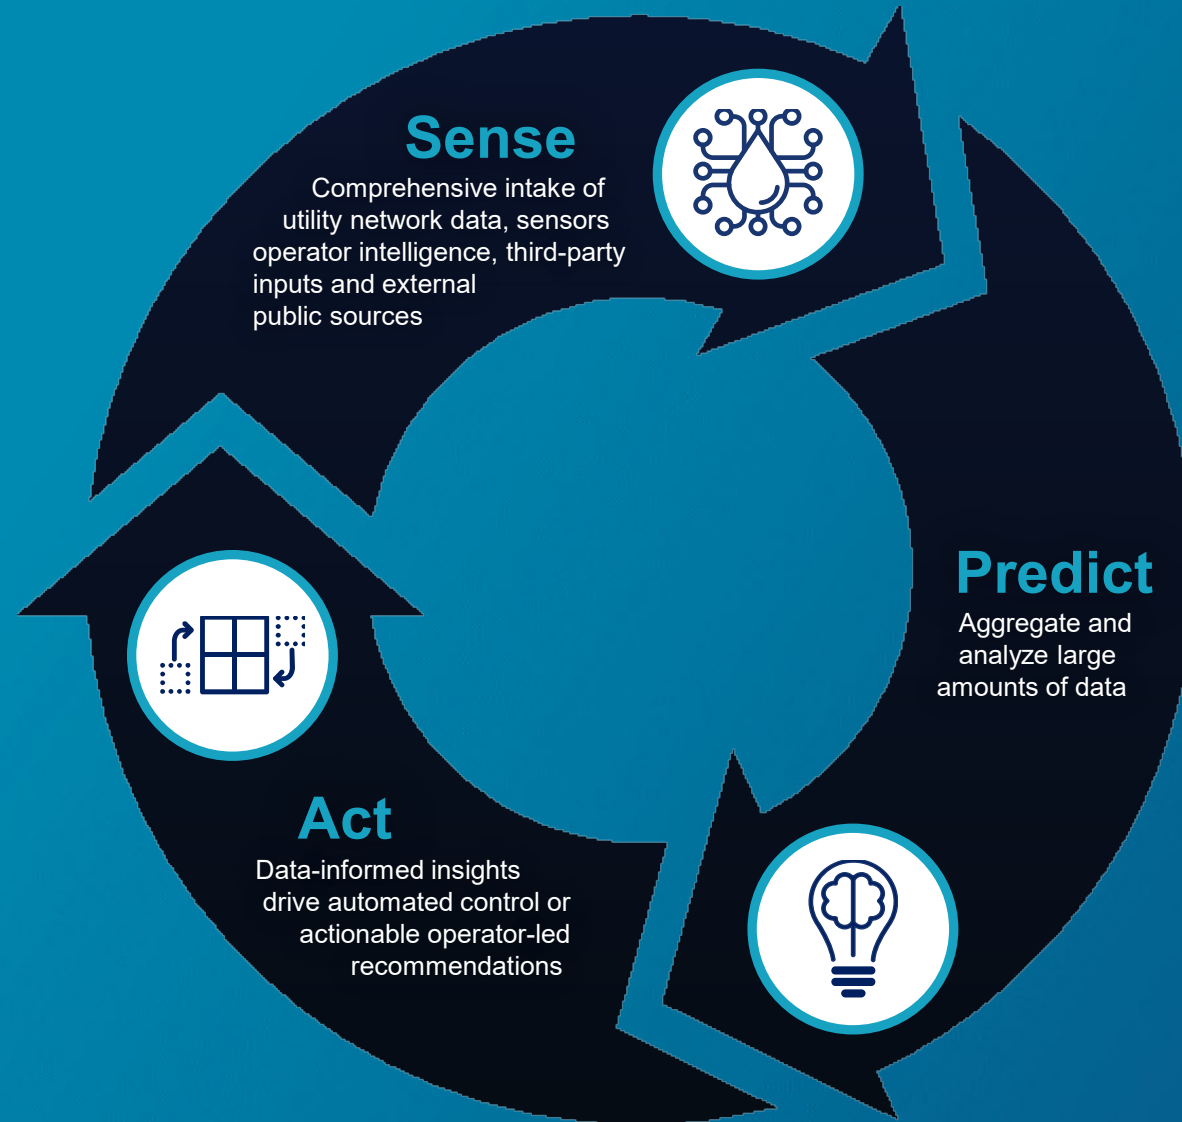 Sense
Comprehensive intake of
utility network data, sensors
operator intelligence, third-party
inputs and external
public sources
Predict
Aggregate and
analyze large
amounts of data
Act
Data-informed insights
drive automated control or
actionable operator-led
recommendations